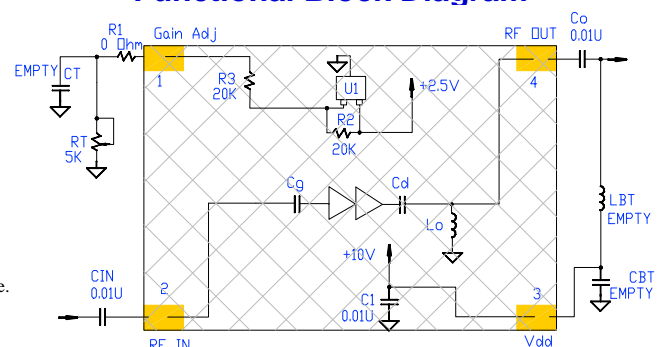 Functional Block Diagram
R1
0 Ohm
Gain Adj
RF OUT
Co
0.01U
EMPTY
CT
1
R3
20K
U1
+2.5V
4
R2
20K
RT
5K
Cg
Cd
LBT
EMPTY
Lo
+10V
CIN
0.01U
2
C1
0.01U
3
CBT
EMPTY
e.
RF IN
Vdd